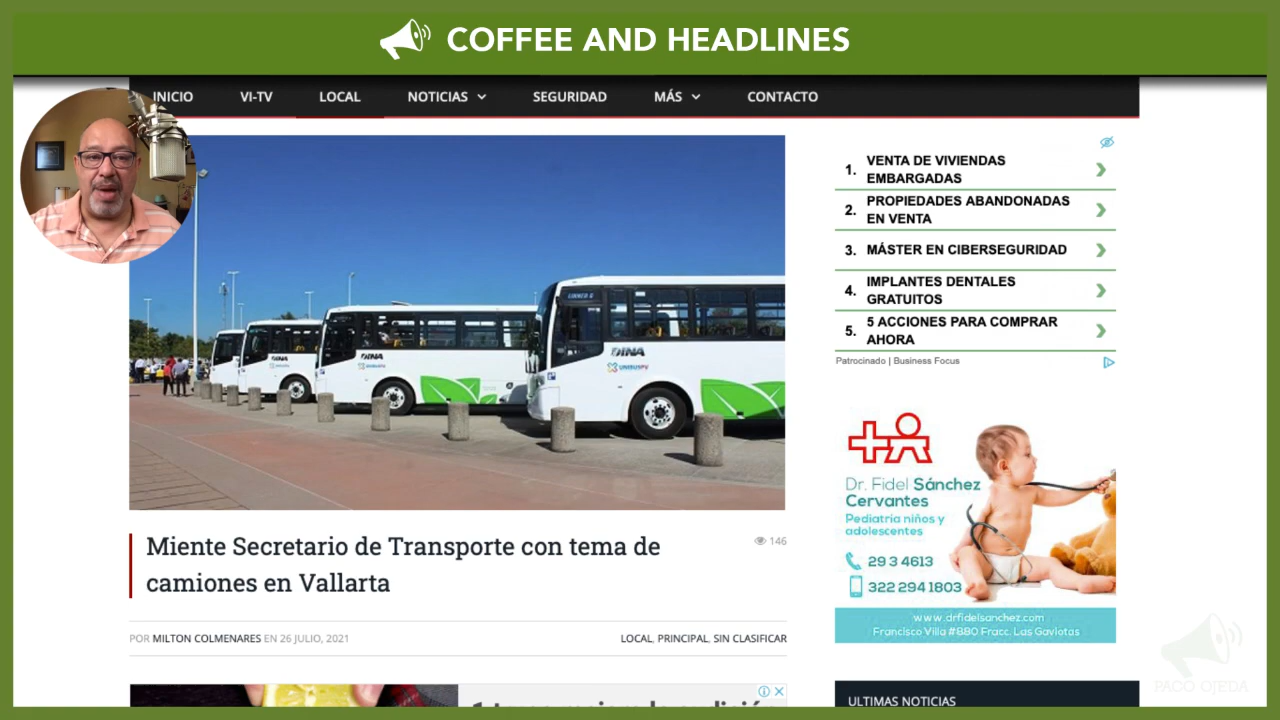 COFFEE AND HEADLINES
INICIO
VI-TV
LOCAL
NOTICIAS
SEGURIDAD
MÁS
CONTACTO
LINNER G
DINA
UNIBUSPV
DINA
UNIBUSPV
DINA
Miente Secretario de Transporte con tema de
camiones en Vallarta
146
POR MILTON COLMENARES EN 26 JULIO, 2021
LOCAL, PRINCIPAL, SIN CLASIFICAR
1. VENTA DE VIVIENDAS
EMBARGADAS
2. PROPIEDADES ABANDONADAS
EN VENTA
3. MÁSTER EN CIBERSEGURIDAD
4. IMPLANTES DENTALES
GRATUITOS
5. 5 ACCIONES PARA COMPRAR
AHORA
Patrocinado | Business Focus
Dr. Fidel Sánchez
Cervantes
Pediatría niños y
adolescentes
29 3 4613
322 294 1803
www.drfidelsanchez.com
Francisco Villa #880 Fracc. Las Gaviotas
ULTIMAS NOTICIAS
PACO OJEDA